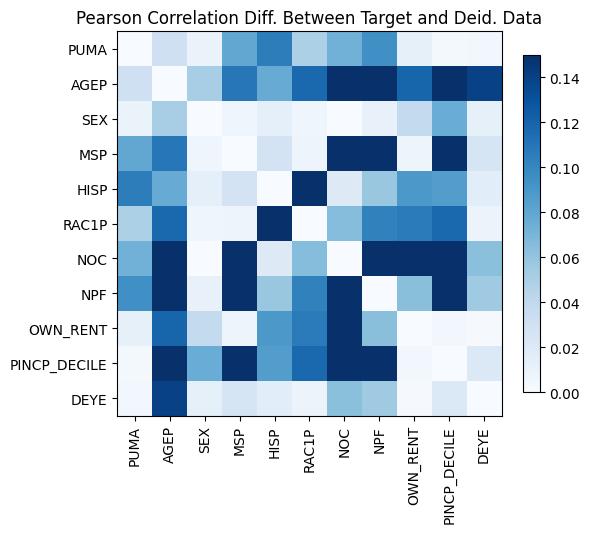 Pearson Correlation Diff. Between Target and Deid. Data
PUMA
AGEP
SEX
MSP
HISP
RAC1P
NOC
NPF
OWN_RENT
PINCP_DECILE
DEYE
PUMA
AGEP
SEX
MSP
HISP
RAC1P
NOC
NPF
OWN_RENT
PINCP_DECILE
DEYE
0.14
0.12
0.10
0.08
0.06
0.04
0.02
0.00